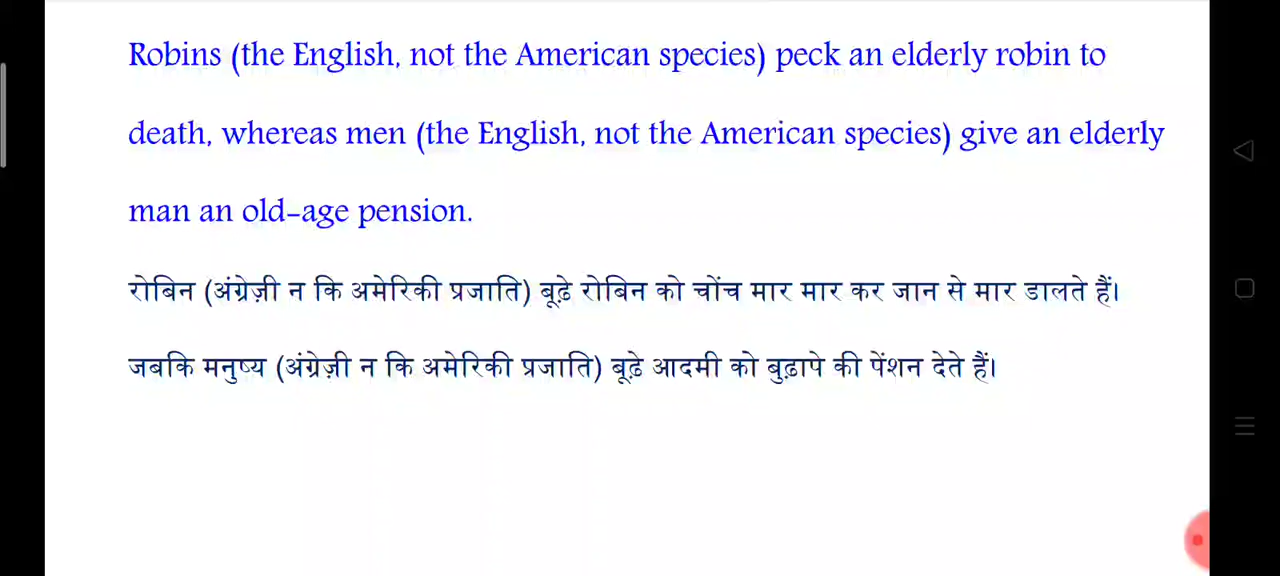 Robins (the English, not the American species) peck an elderly robin to
death, whereas men (the English, not the American species) give an elderly
man an old-age pension.
रोबिन (अंग्रेज़ी न कि अमेरिकी प्रजाति) बूढ़े रोबिन को चोंच मार मार कर जान से मार डालते हैं।
जबकि मनुष्य (अंग्रेज़ी न कि अमेरिकी प्रजाति) बूढ़े आदमी को बुढ़ापे की पेंशन देते हैं।